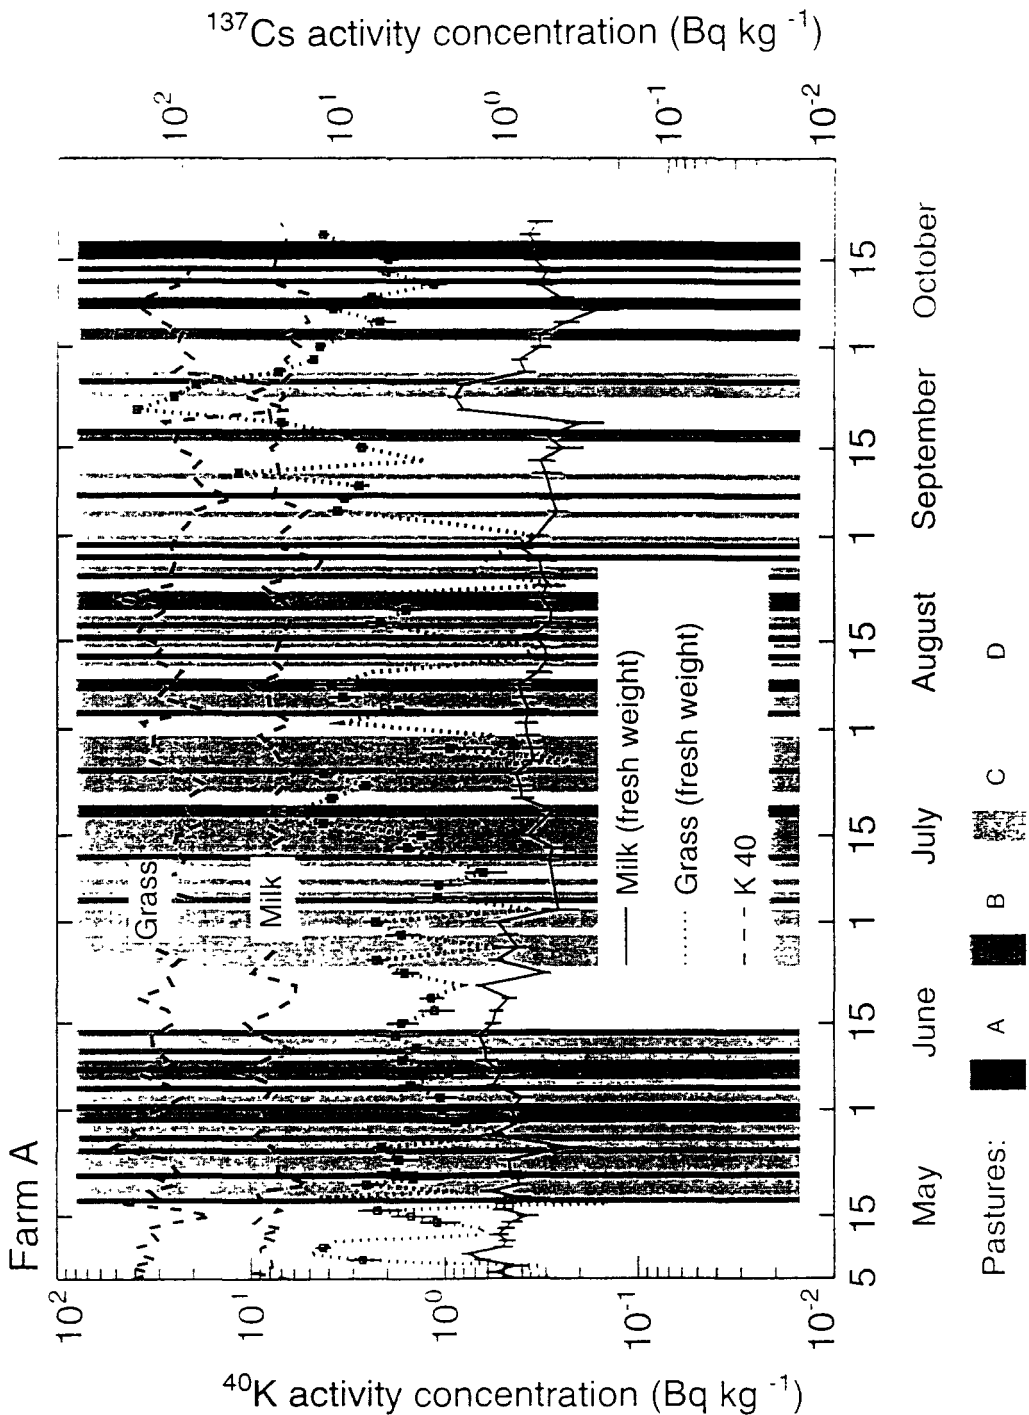 Farm A
⁴⁰K activity concentration (Bq kg ⁻¹)
10²
10¹
10⁰
10⁻¹
10⁻²
¹³⁷Cs activity concentration (Bq kg ⁻¹)
10²
10¹
10⁰
10⁻¹
10⁻²
Grass
Milk
Milk (fresh weight)
Grass (fresh weight)
K 40
5 15 1 15 1 15 1 15 1 15 1 15
May June July August September October
Pastures: A B C D